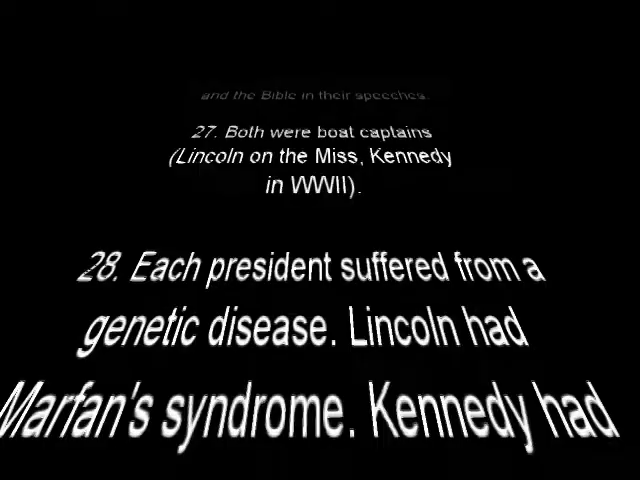 and the Bible in their speeches.
27. Both were boat captains
(Lincoln on the Miss, Kennedy
in WWII).
28. Each president suffered from a
genetic disease. Lincoln had
Marfan's syndrome. Kennedy had